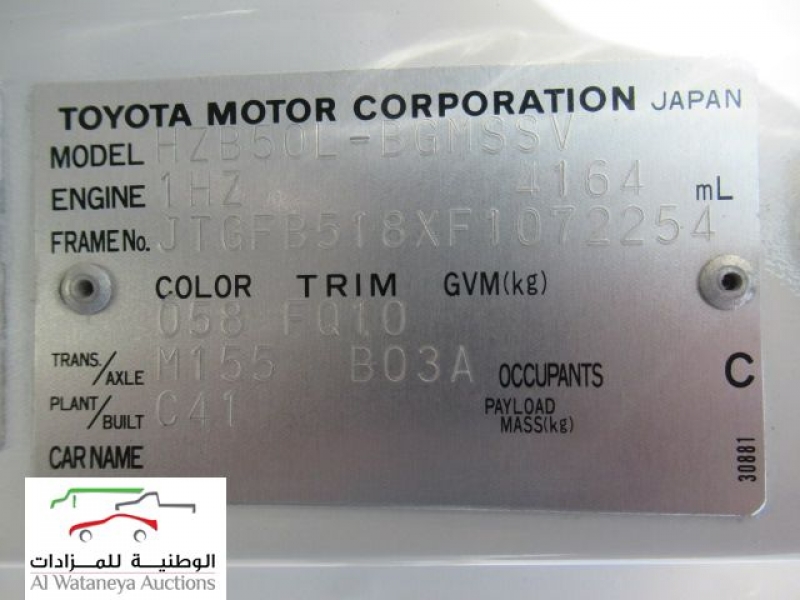 TOYOTA MOTOR CORPORATION JAPAN
MODEL HZB50L-BGMSSV
ENGINE 1HZ 4164 mL
FRAME No. JTGFB518XF1072254
COLOR TRIM GVM(kg)
058 FQ10
TRANS./AXLE M155 B03A OCCUPANTS C
PLANT/BUILT C41 PAYLOAD MASS(kg)
CAR NAME
30881
الوطنية للمزادات
Al Wataneya Auctions